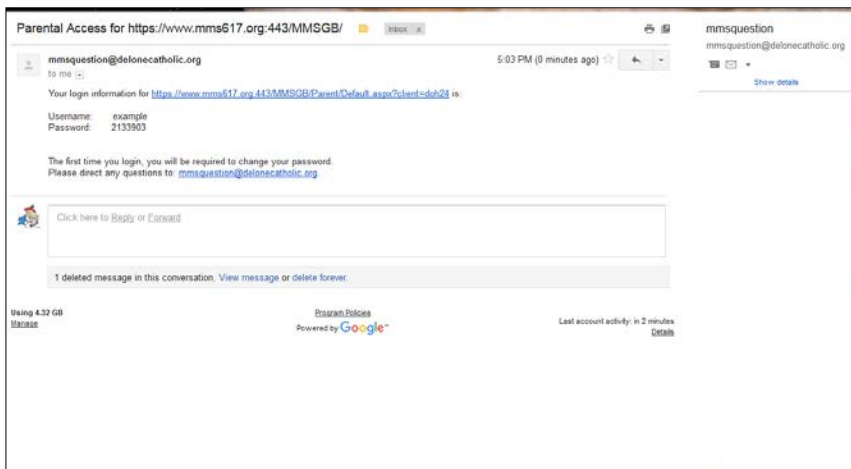 Parental Access for https://www.mms617.org:443/MMSGB/
Inbox x
mmsquestion@delonecatholic.org
to me
5:03 PM (0 minutes ago)
Your login information for https://www.mms617.org:443/MMSGB/Parent/Default.aspx?client=doh24 is:
Username: example
Password: 2133903
The first time you login, you will be required to change your password.
Please direct any questions to: mmsquestion@delonecatholic.org.
Click here to Reply or Forward
1 deleted message in this conversation. View message or delete forever.
Using 4.32 GB
Manage
Program Policies
Powered by Google™
Last account activity: in 2 minutes
Details
mmsquestion
mmsquestion@delonecatholic.org
Show details